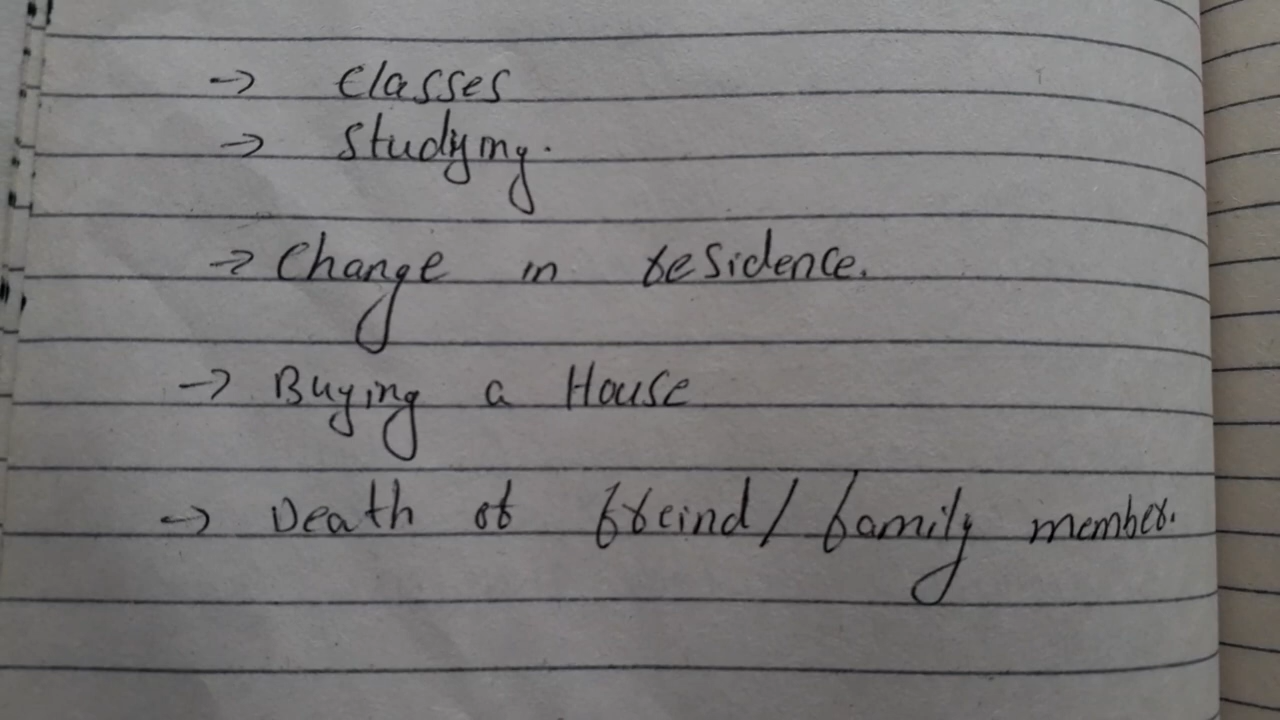 → Classes
→ Studying.
→ Change in residence.
→ Buying a House
→ Death of freind / family member.